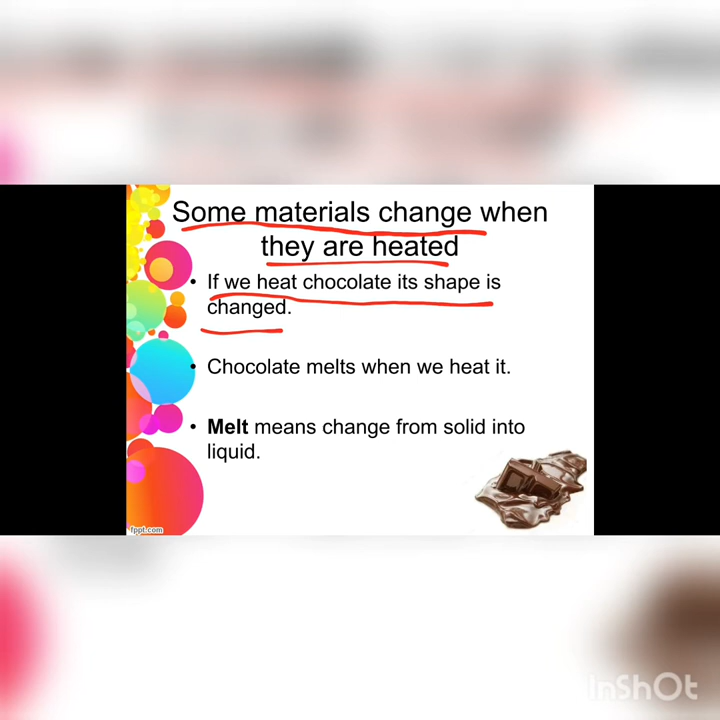 Some materials change when
they are heated
• If we heat chocolate its shape is
changed.
• Chocolate melts when we heat it.
• Melt means change from solid into
liquid.
fppt.com
InShOt